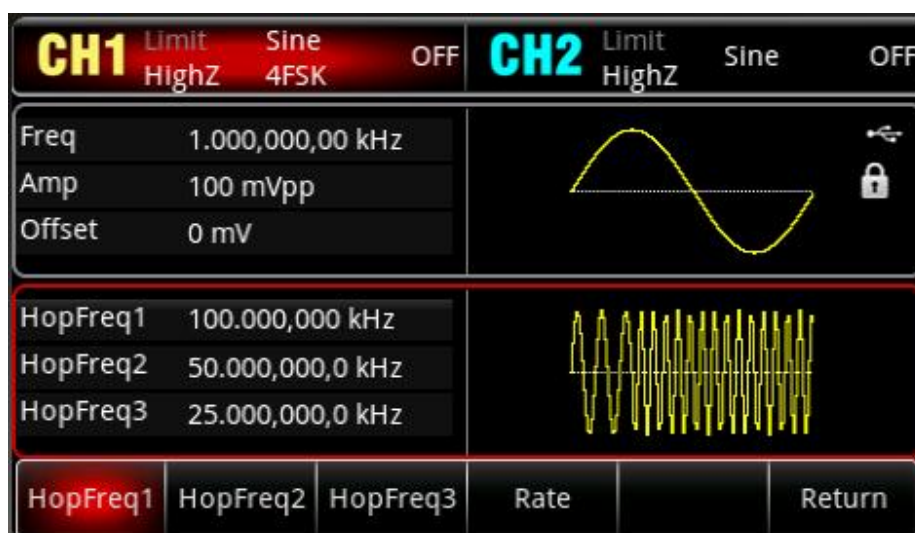 CH1 Limit Sine OFF CH2 Limit Sine OFF
HighZ 4FSK HighZ
Freq 1.000,000,00 kHz
Amp 100 mVpp
Offset 0 mV
HopFreq1 100.000,000 kHz
HopFreq2 50.000,000,0 kHz
HopFreq3 25.000,000,0 kHz
HopFreq1 HopFreq2 HopFreq3 Rate Return